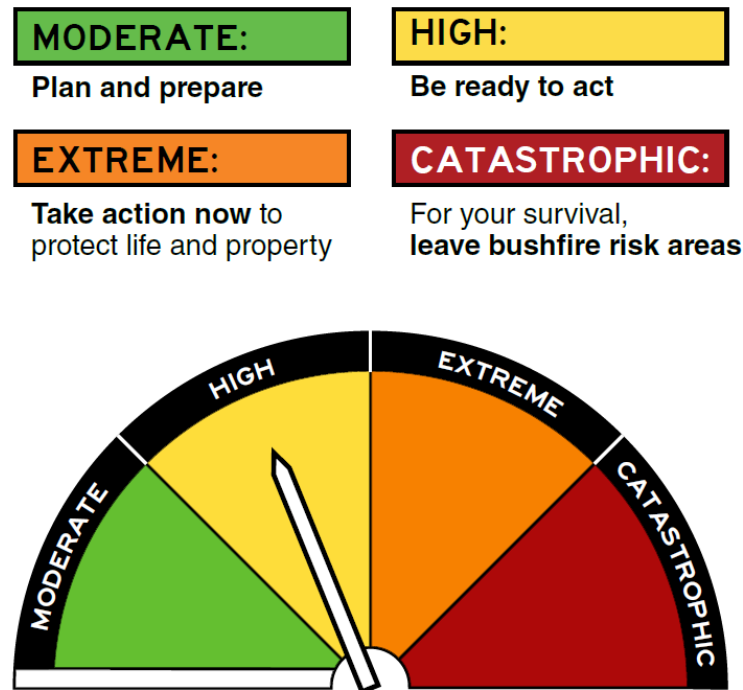 MODERATE:
Plan and prepare
HIGH:
Be ready to act
EXTREME:
Take action now to
protect life and property
CATASTROPHIC:
For your survival,
leave bushfire risk areas
MODERATE
HIGH
EXTREME
CATASTROPHIC